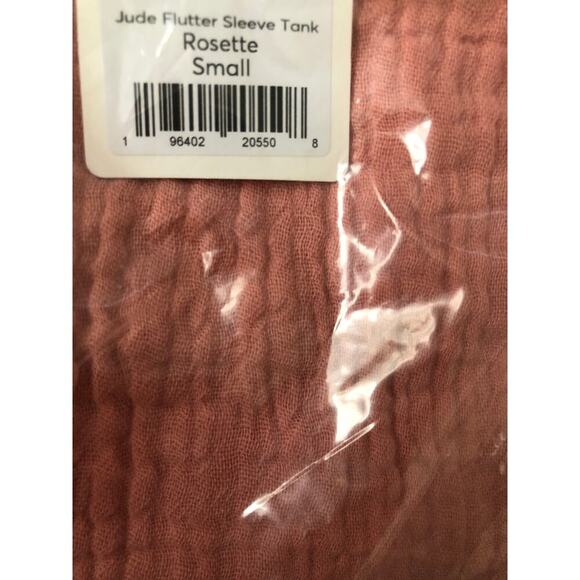 Jude Flutter Sleeve Tank
Rosette
Small
1 96402 20550 8